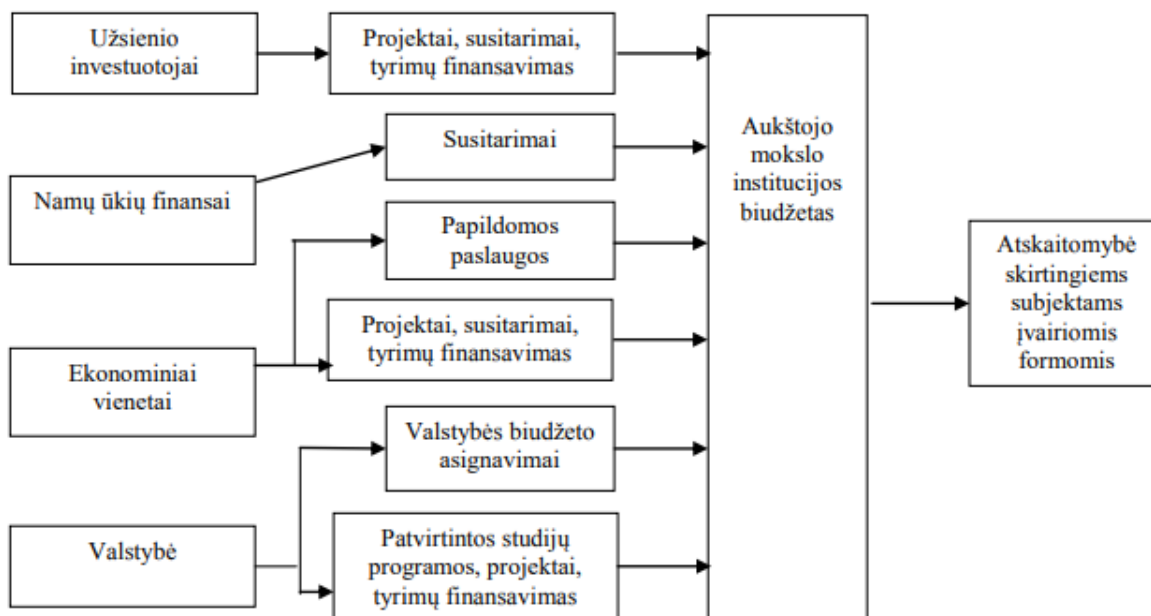 Užsienio
investuotojai
Projektai, susitarimai,
tyrimų finansavimas
Namų ūkių finansai
Susitarimai
Papildomos
paslaugos
Ekonominiai
vienetai
Projektai, susitarimai,
tyrimų finansavimas
Valstybė
Valstybės biudžeto
asignavimai
Patvirtintos studijų
programos, projektai,
tyrimų finansavimas
Aukštojo
mokslo
institucijos
biudžetas
Atskaitomybė
skirtingiems
subjektams
įvairiomis
formomis